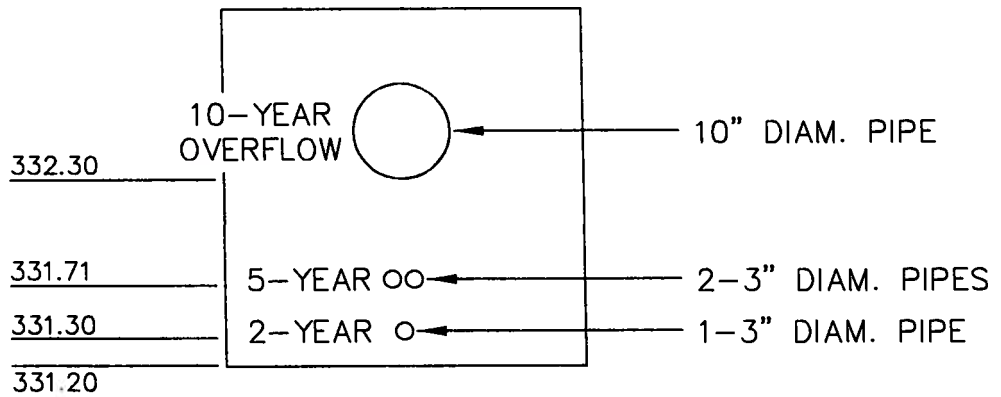 10-YEAR
OVERFLOW
10" DIAM. PIPE
332.30
331.71
5-YEAR
2-3" DIAM. PIPES
331.30
2-YEAR
1-3" DIAM. PIPE
331.20